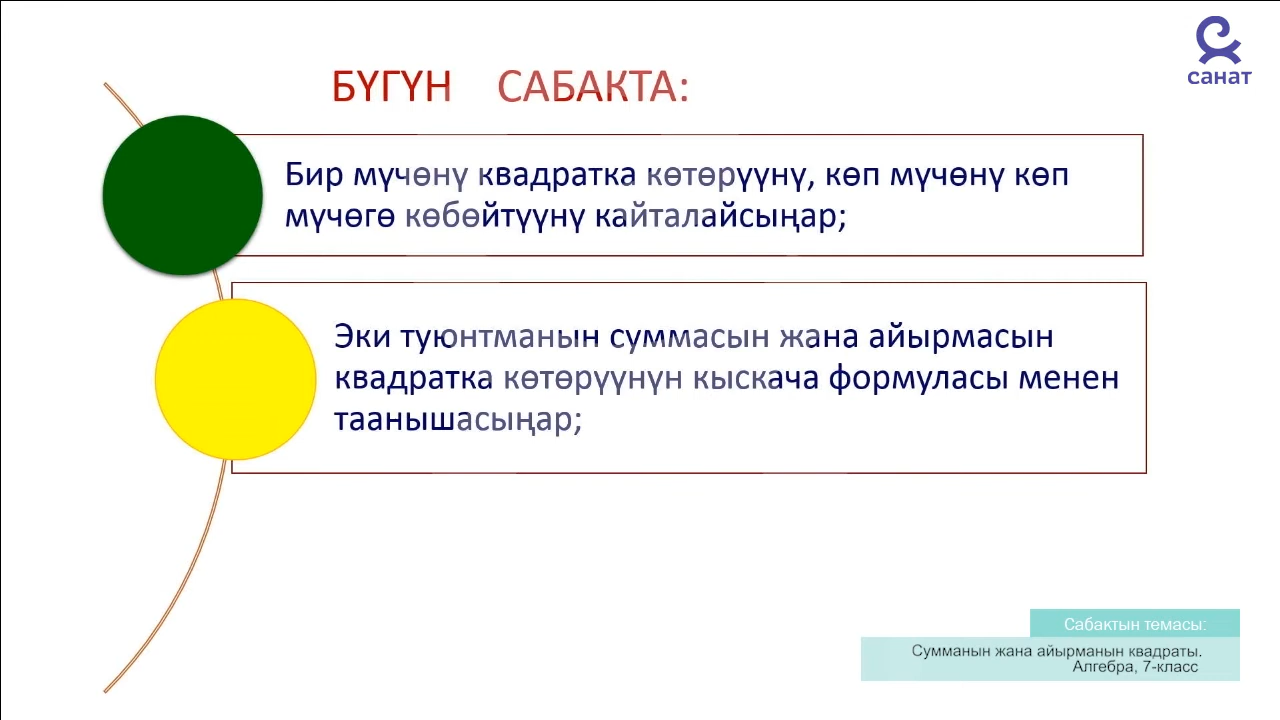 санат
БҮГҮН САБАКТА:
Бир мүчөнү квадратка көтөрүүнү, көп мүчөнү көп
мүчөгө көбөйтүүнү кайталайсыңар;
Эки туюнтманын суммасын жана айырмасын
квадратка көтөрүүнүн кыскача формуласы менен
таанышасыңар;
Сабактын темасы:
Сумманын жана айырманын квадраты.
Алгебра, 7-класс